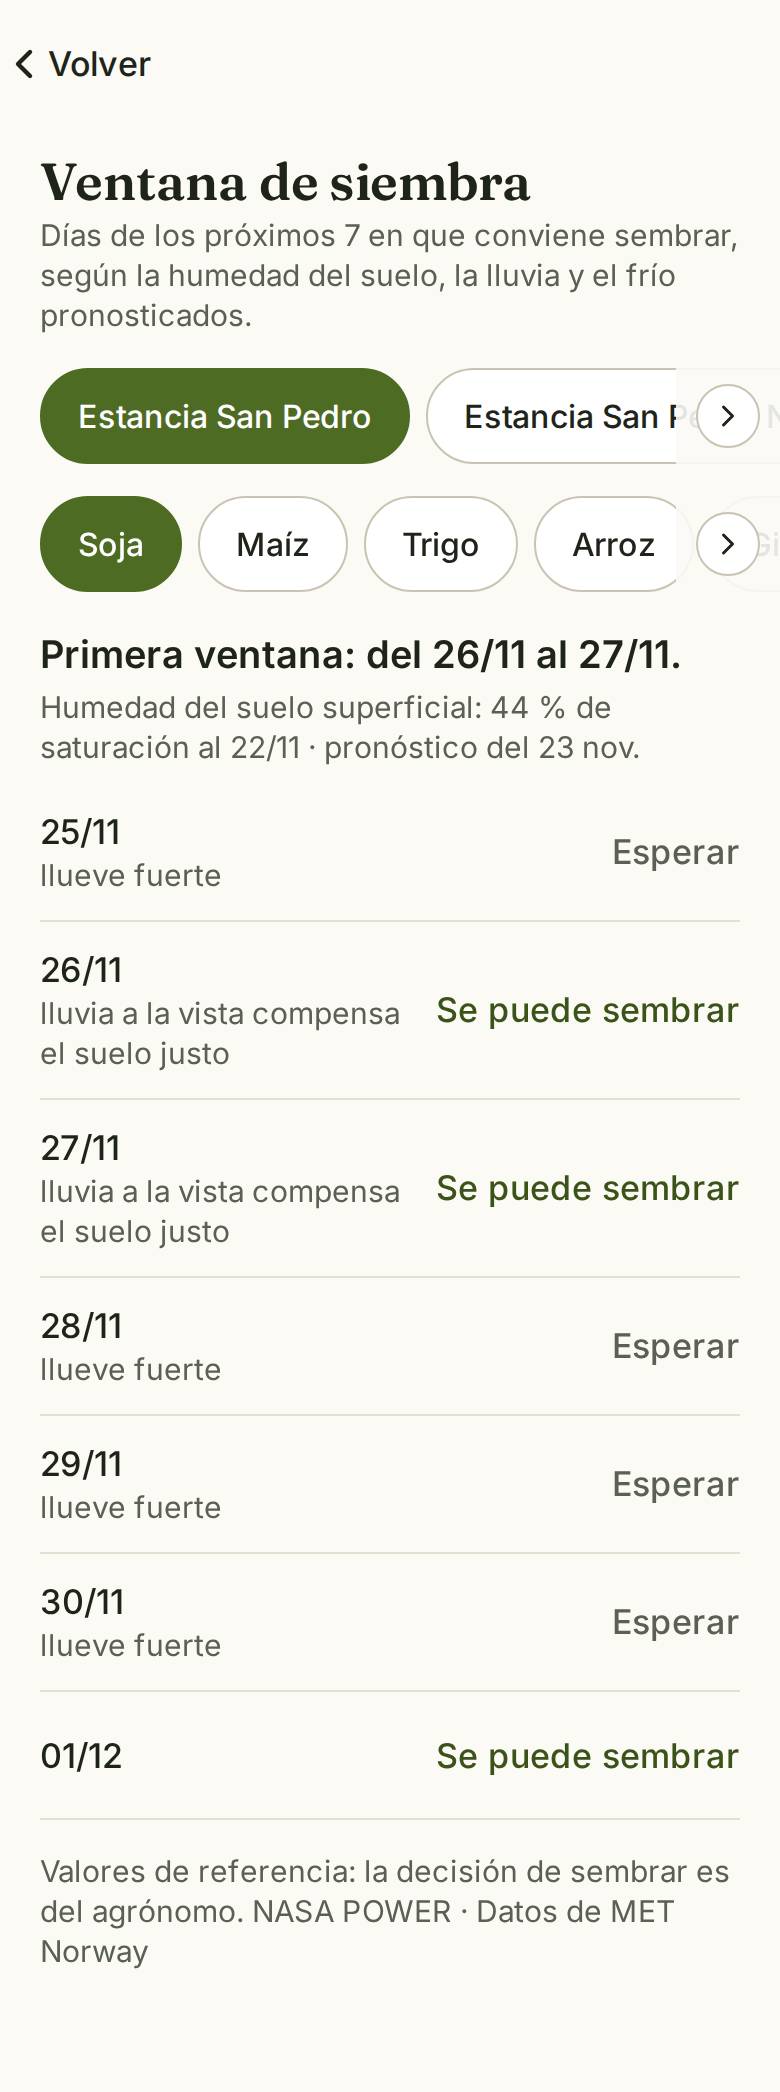 Volver
Ventana de siembra
Días de los próximos 7 en que conviene sembrar,
según la humedad del suelo, la lluvia y el frío
pronosticados.
Estancia San Pedro
Estancia San
Soja
Maíz
Trigo
Arroz
Primera ventana: del 26/11 al 27/11.
Humedad del suelo superficial: 44 % de
saturación al 22/11 · pronóstico del 23 nov.
25/11
llueve fuerte
Esperar
26/11
lluvia a la vista compensa
el suelo justo
Se puede sembrar
27/11
lluvia a la vista compensa
el suelo justo
Se puede sembrar
28/11
llueve fuerte
Esperar
29/11
llueve fuerte
Esperar
30/11
llueve fuerte
Esperar
01/12
Se puede sembrar
Valores de referencia: la decisión de sembrar es
del agrónomo. NASA POWER · Datos de MET
Norway